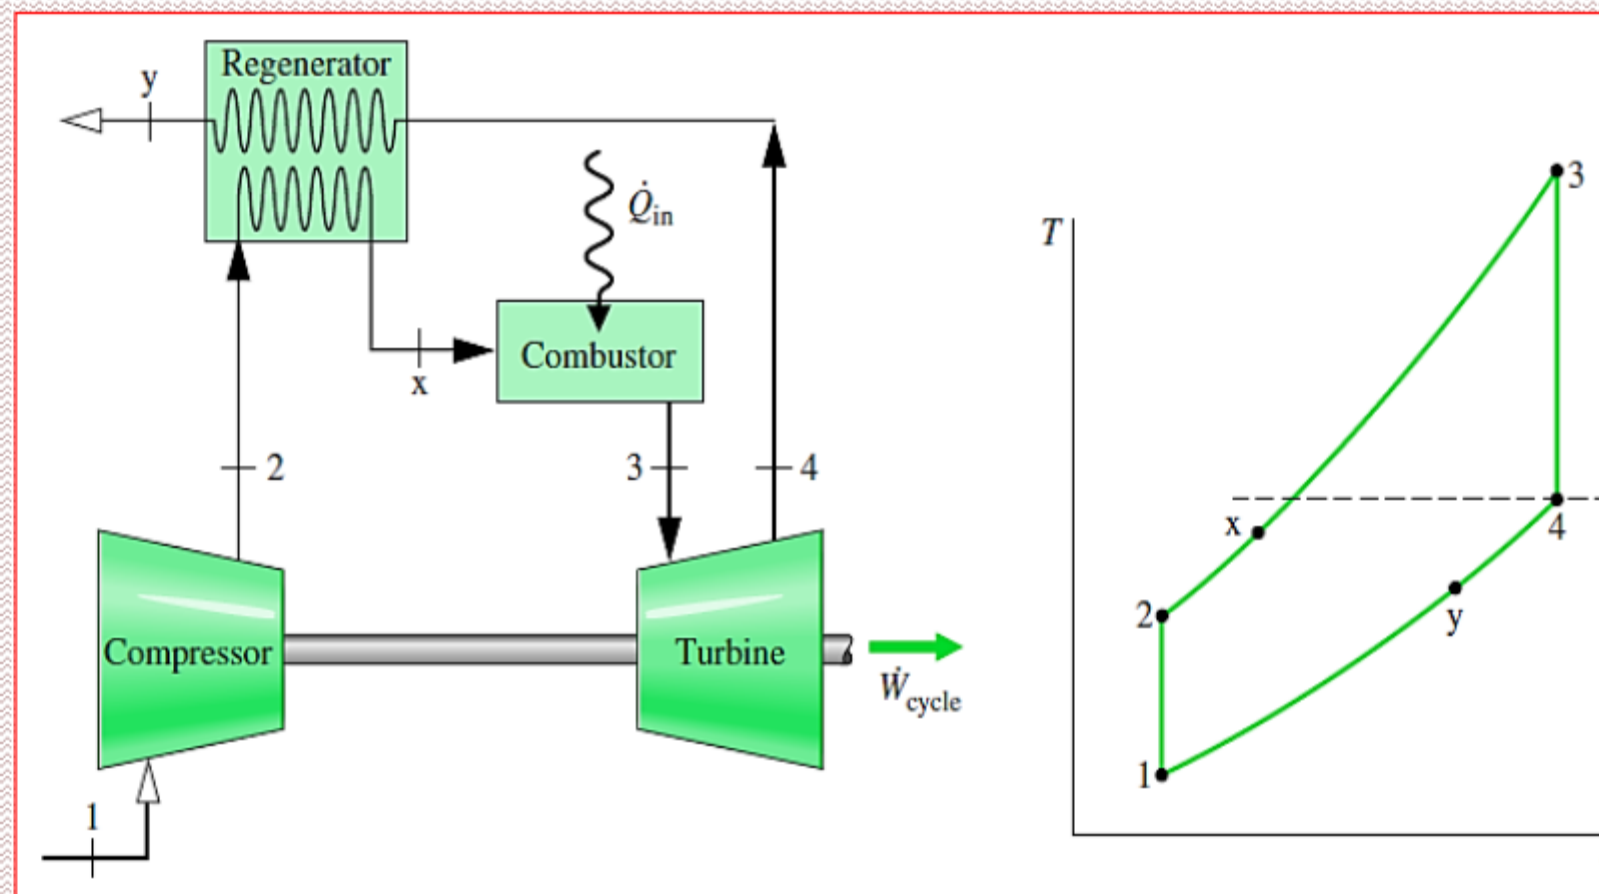 Regenerator
y
Q̇in
Combustor
x
2
3
4
Compressor
Turbine
Ẇcycle
1
T
3
x
4
2
y
1